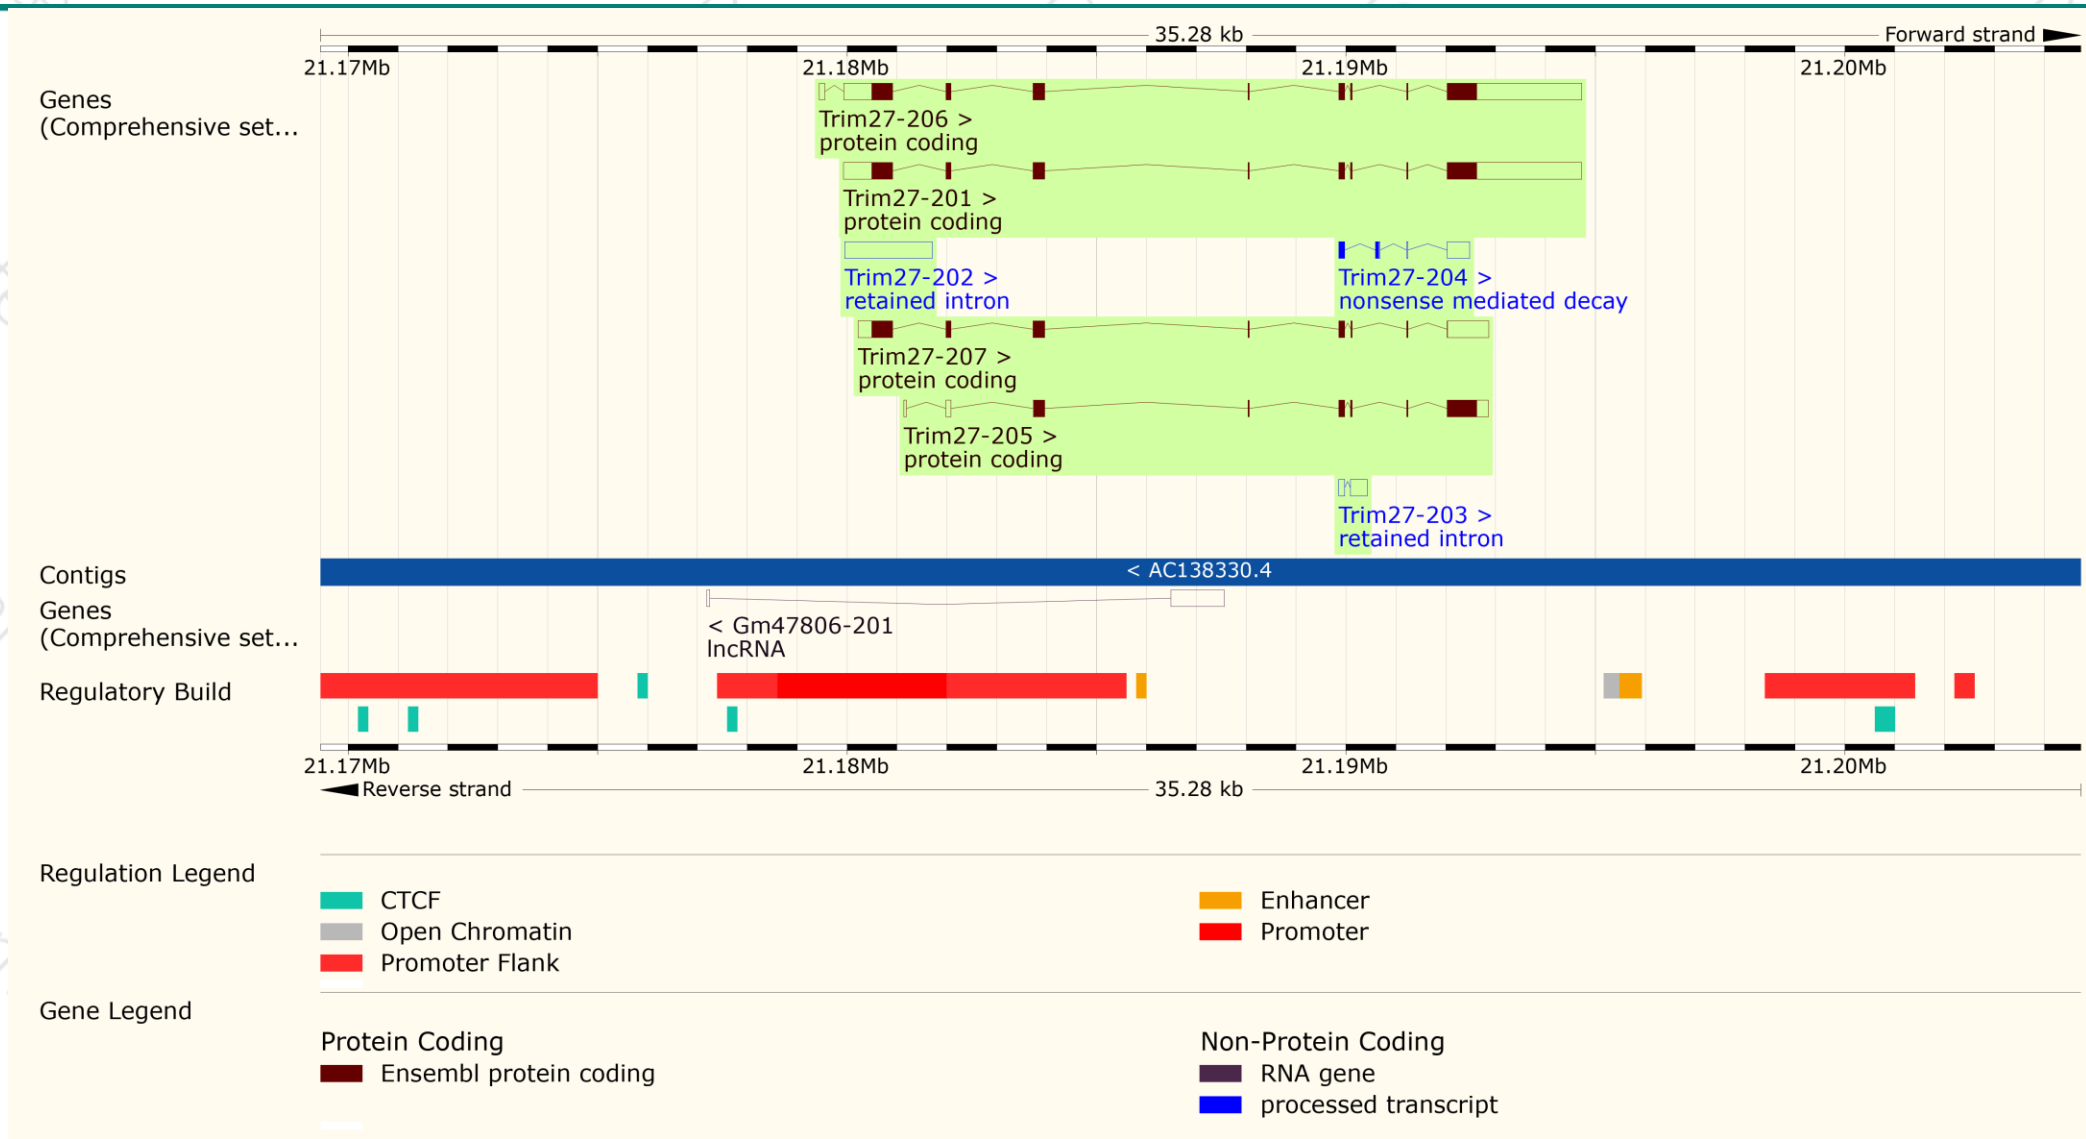 35.28 kb
Forward strand
21.17Mb 21.18Mb 21.19Mb 21.20Mb
Genes
(Comprehensive set...
Trim27-206 >
protein coding
Trim27-201 >
protein coding
Trim27-202 > Trim27-204 >
retained intron nonsense mediated decay
Trim27-207 >
protein coding
Trim27-205 >
protein coding
Trim27-203 >
retained intron
Contigs < AC138330.4
Genes
(Comprehensive set...
< Gm47806-201
lncRNA
Regulatory Build
21.17Mb 21.18Mb 21.19Mb 21.20Mb
Reverse strand 35.28 kb
Regulation Legend
CTCF Enhancer
Open Chromatin Promoter
Promoter Flank
Gene Legend
Protein Coding Non-Protein Coding
Ensembl protein coding RNA gene
processed transcript